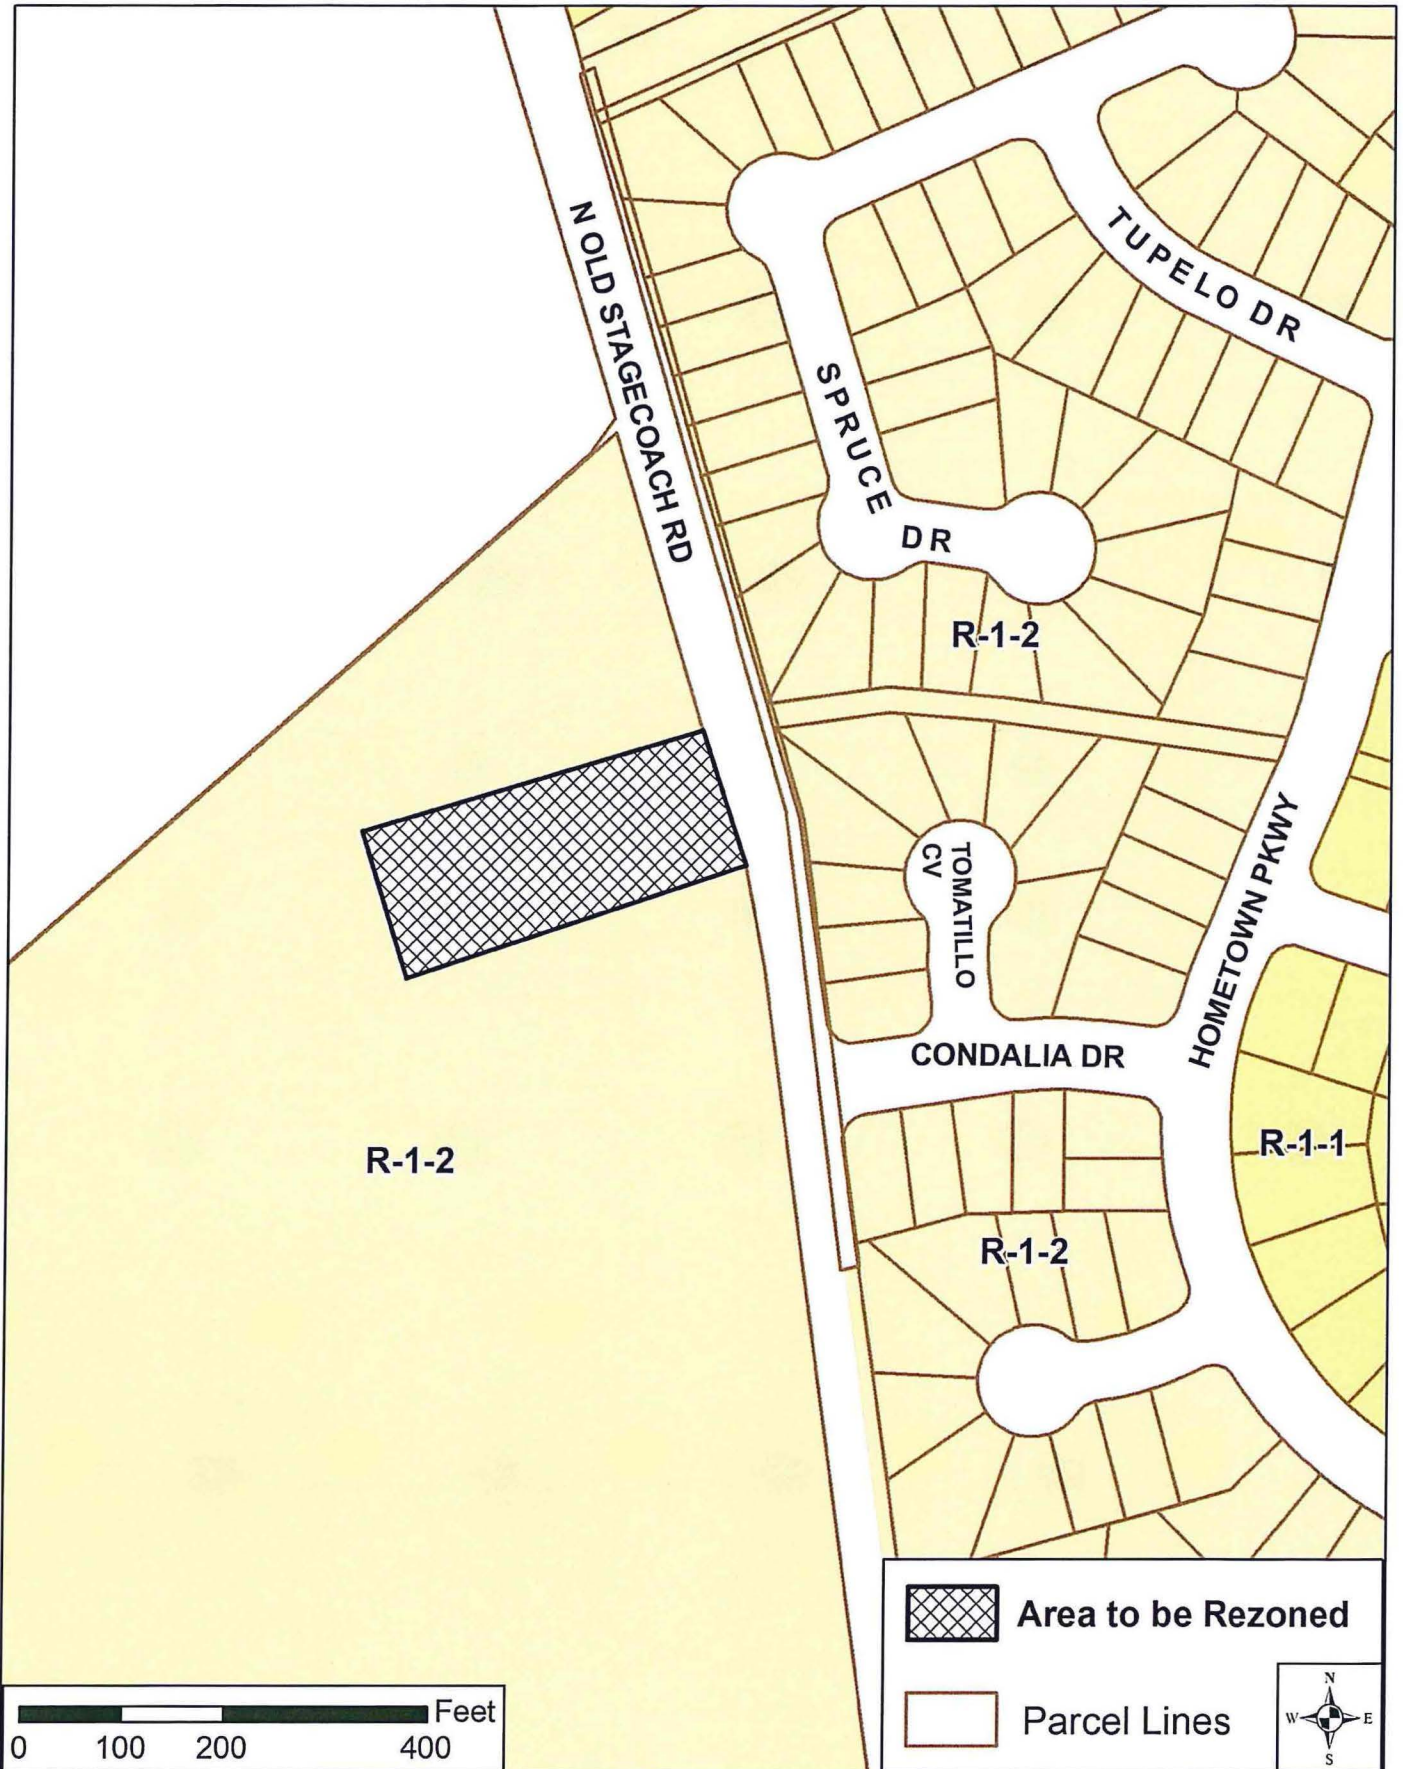 N OLD STAGECOACH RD
TUPELO DR
SPRUCE DR
R-1-2
TOMATILLO
CV
HOMETOWN PKWY
CONDALIA DR
R-1-2
R-1-1
R-1-2
Area to be Rezoned
Parcel Lines
N
W E
S
Feet
0 100 200 400